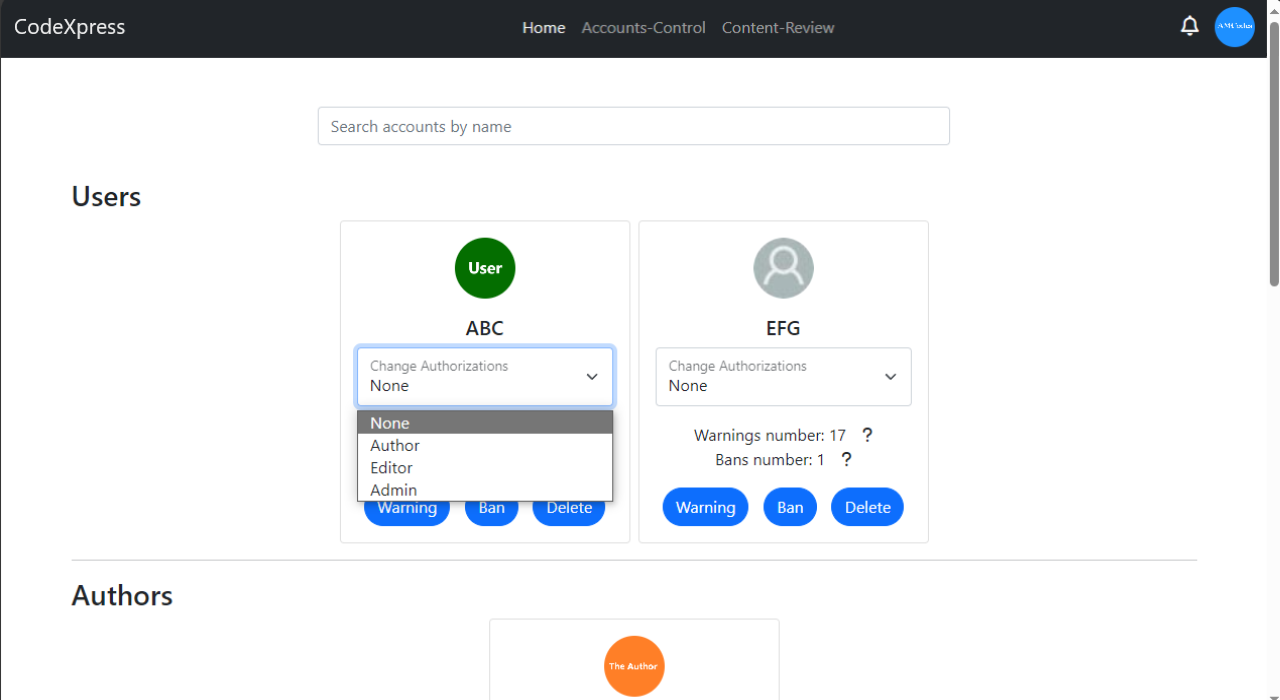 CodeXpress
Home Accounts-Control Content-Review
AMCodes
Search accounts by name
Users
User
ABC
Change Authorizations
None
None
Author
Editor
Admin
Warning Ban Delete
EFG
Change Authorizations
None
Warnings number: 17 ?
Bans number: 1 ?
Warning Ban Delete
Authors
The Author